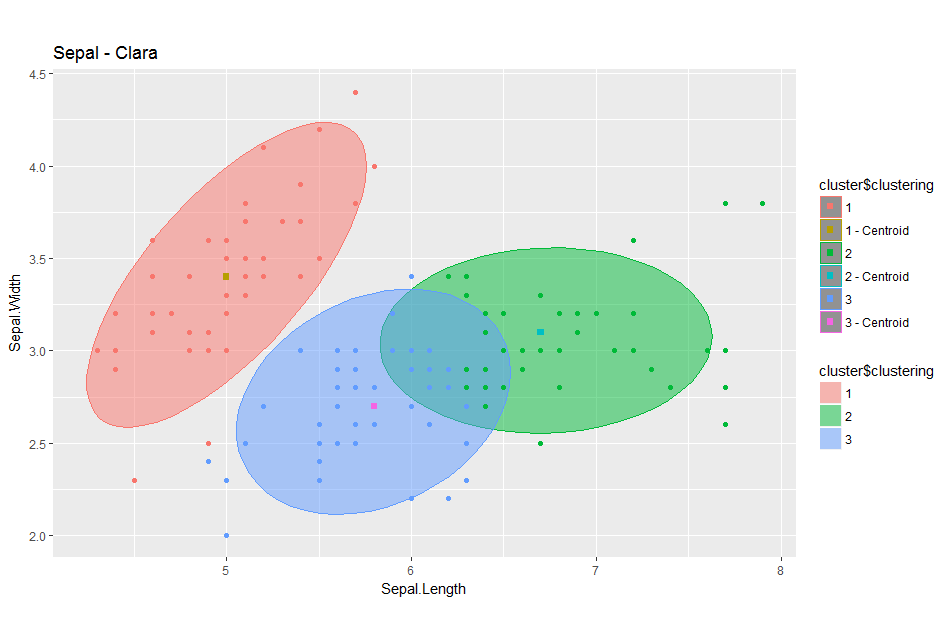 Sepal - Clara
4.5
4.0
3.5
3.0
2.5
2.0
Sepal.Width
5
6
7
8
Sepal.Length
cluster$clustering
1
1 - Centroid
2
2 - Centroid
3
3 - Centroid
cluster$clustering
1
2
3